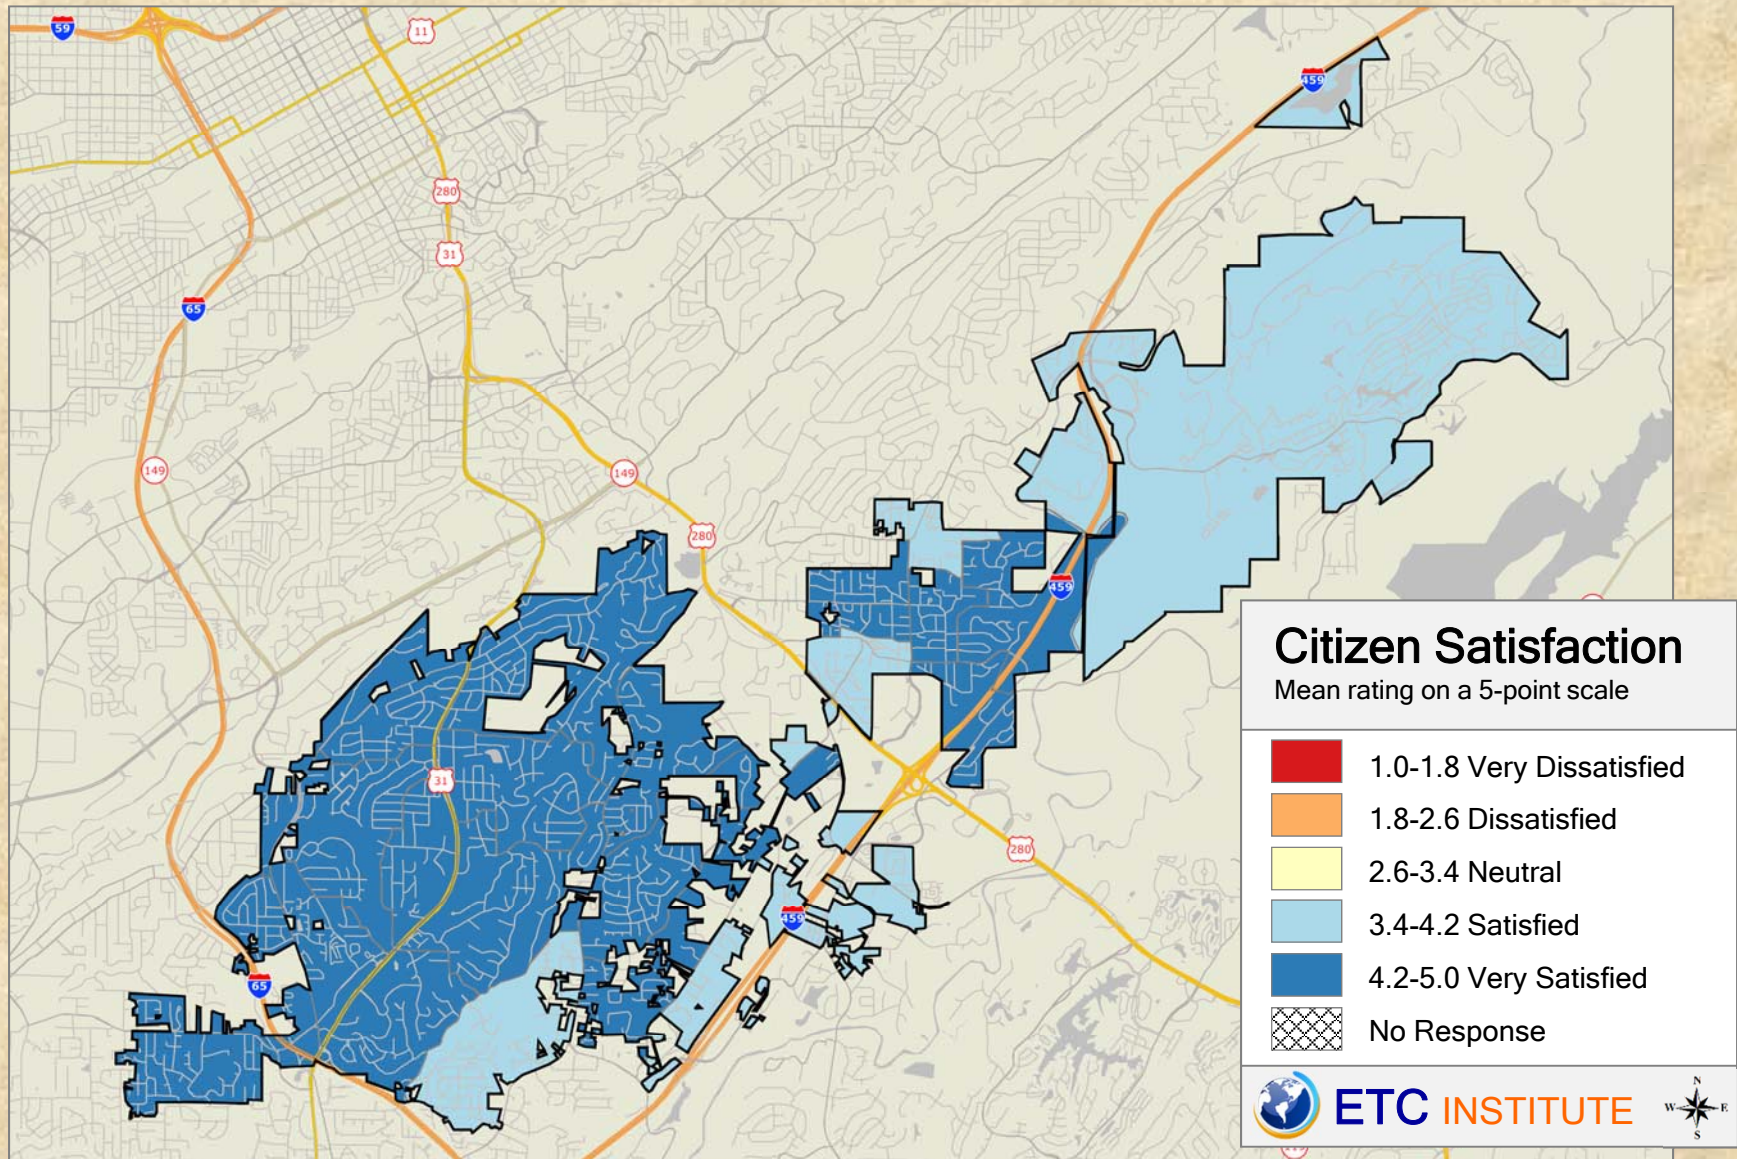 59
11
459
280
31
65
149
149
280
459
31
280
459
65
Citizen Satisfaction
Mean rating on a 5-point scale
1.0-1.8 Very Dissatisfied
1.8-2.6 Dissatisfied
2.6-3.4 Neutral
3.4-4.2 Satisfied
4.2-5.0 Very Satisfied
No Response
ETC INSTITUTE
N
W E
S